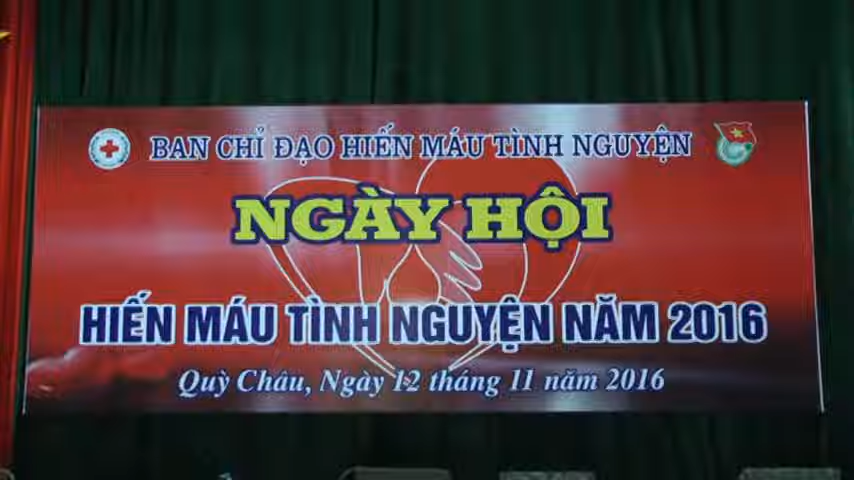 BAN CHỈ ĐẠO HIẾN MÁU TÌNH NGUYỆN
NGÀY HỘI
HIẾN MÁU TÌNH NGUYỆN NĂM 2016
Quỳ Châu, Ngày 12 tháng 11 năm 2016